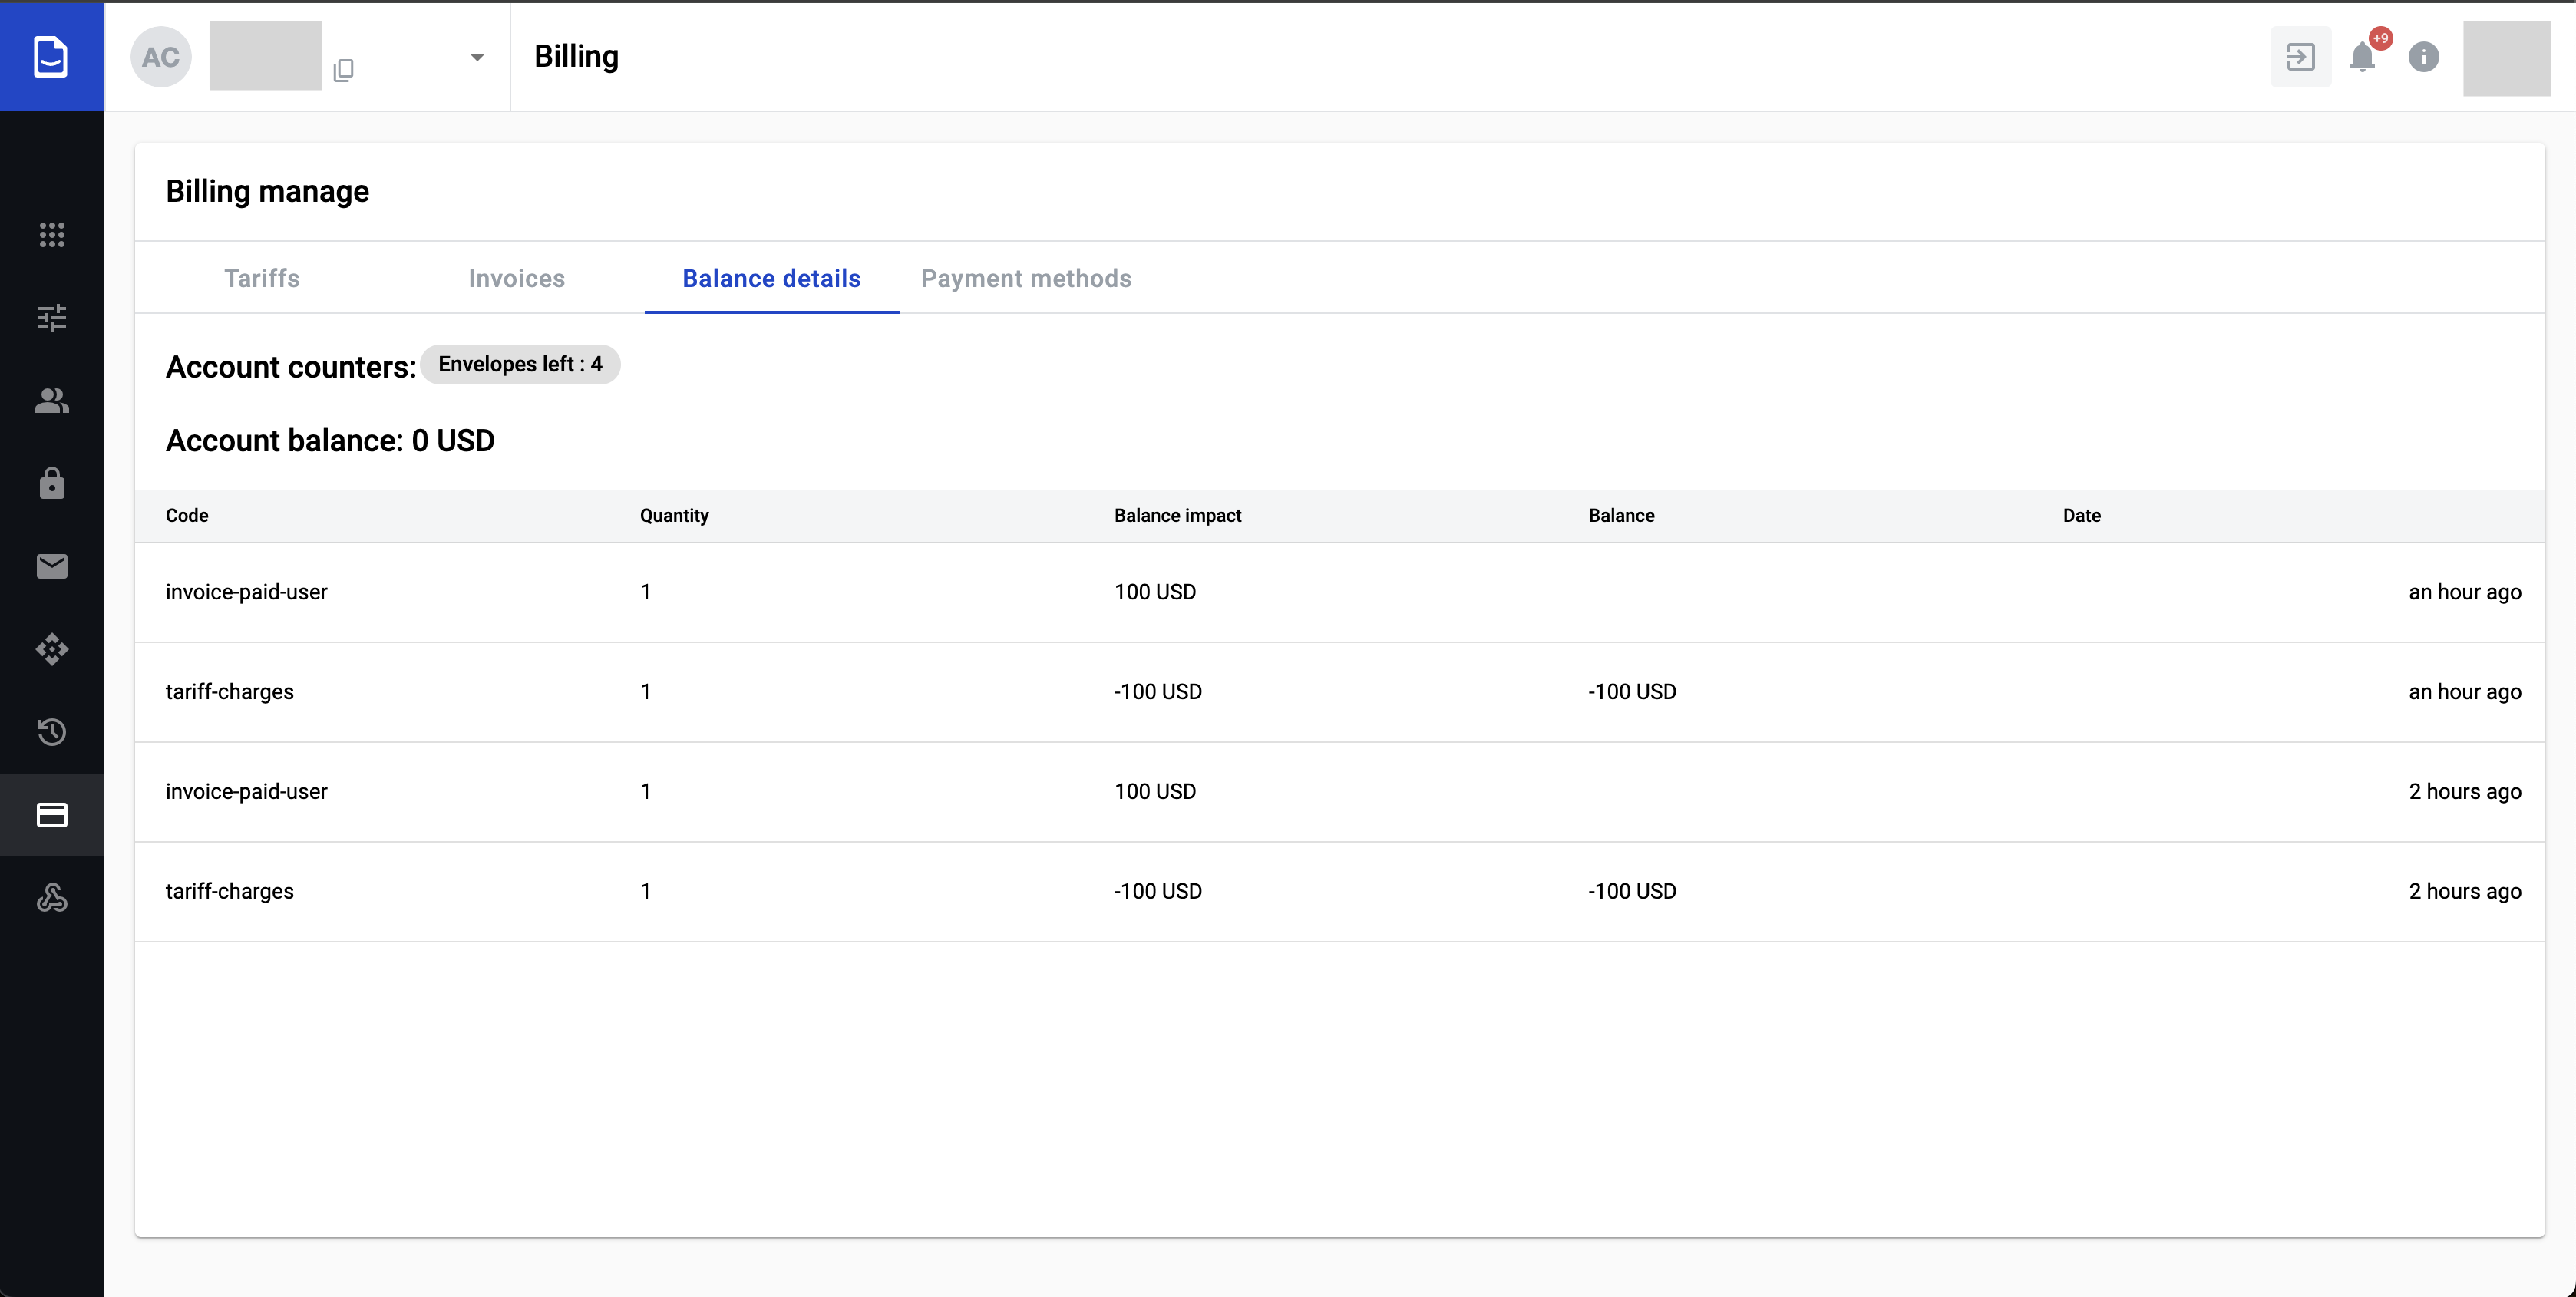 AC
Billing
+9
Billing manage
Tariffs Invoices Balance details Payment methods
Account counters: Envelopes left : 4
Account balance: 0 USD
Code Quantity Balance impact Balance Date
invoice-paid-user 1 100 USD an hour ago
tariff-charges 1 -100 USD -100 USD an hour ago
invoice-paid-user 1 100 USD 2 hours ago
tariff-charges 1 -100 USD -100 USD 2 hours ago